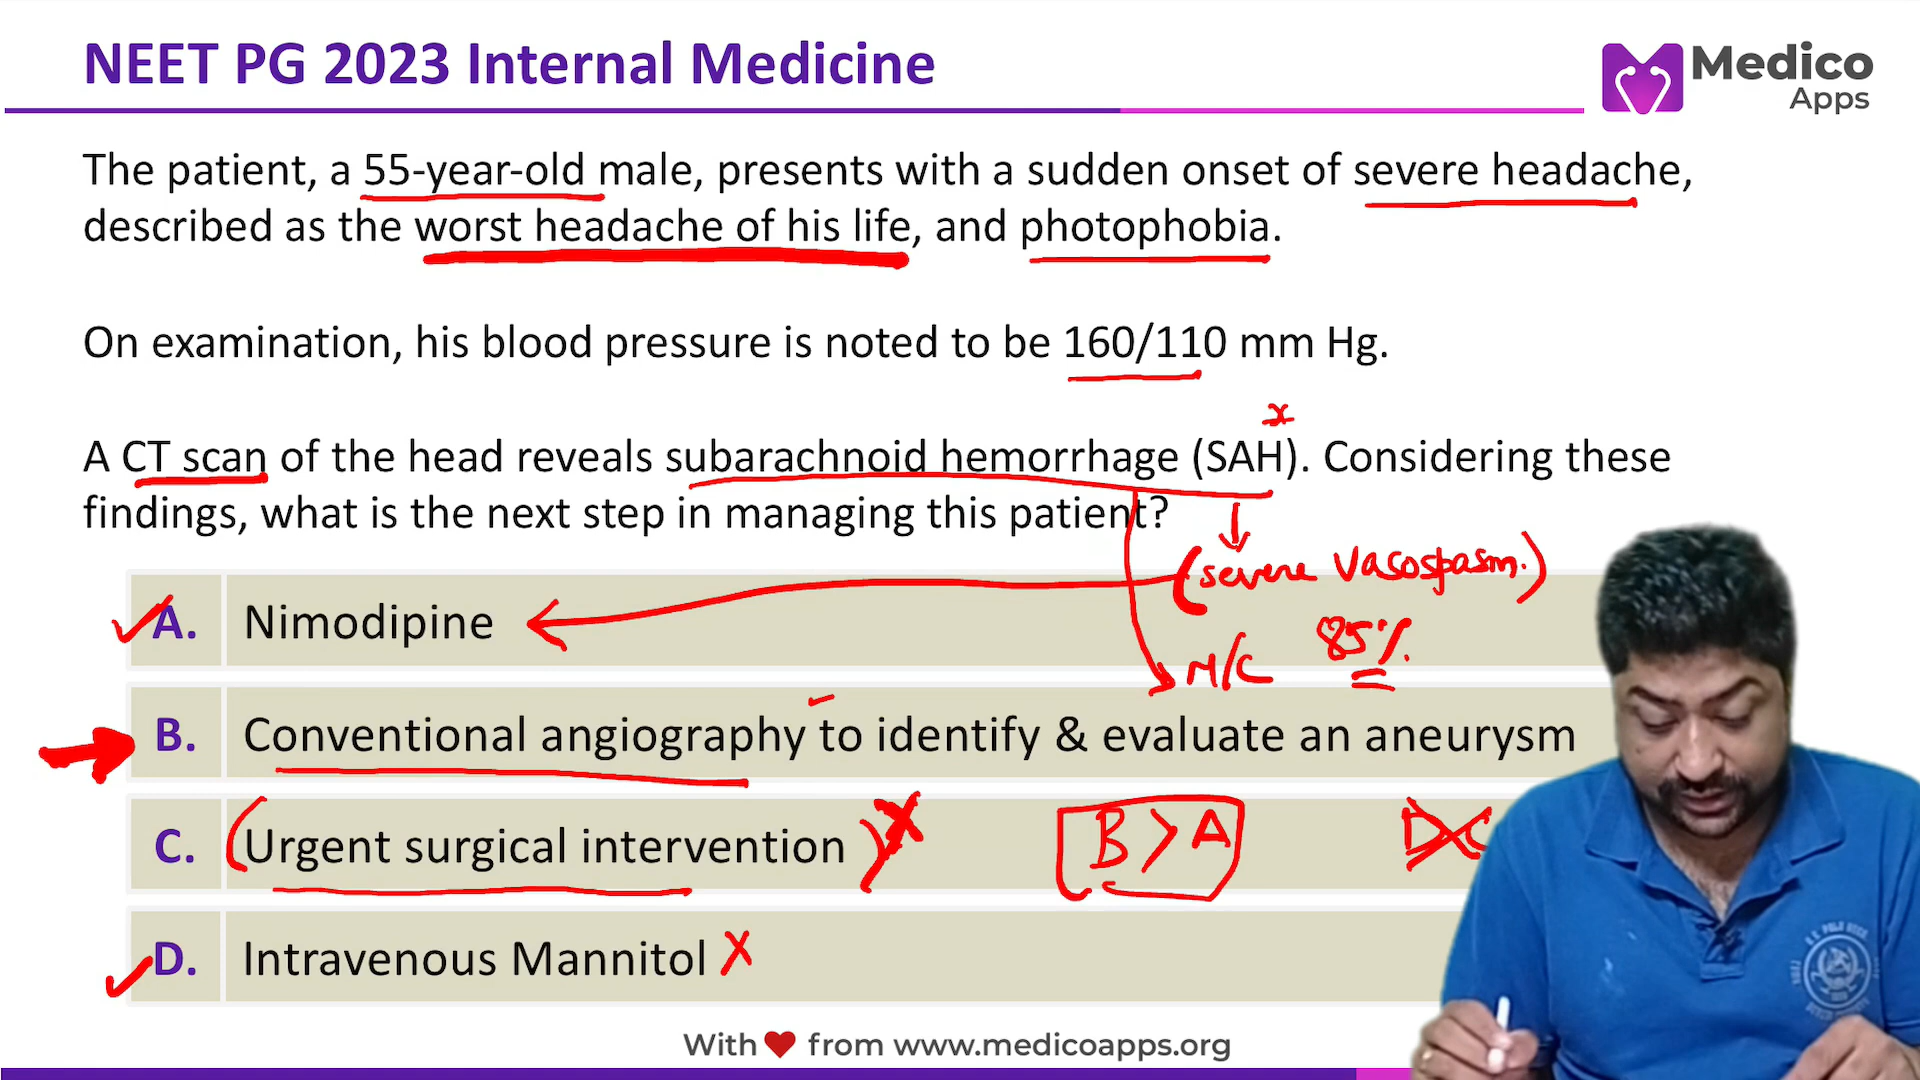 NEET PG 2023 Internal Medicine
Medico
Apps
The patient, a 55-year-old male, presents with a sudden onset of severe headache,
described as the worst headache of his life, and photophobia.
On examination, his blood pressure is noted to be 160/110 mm Hg.
A CT scan of the head reveals subarachnoid hemorrhage (SAH). Considering these
findings, what is the next step in managing this patient?
(severe Vasospasm.)
A. Nimodipine
85%
M/C
B. Conventional angiography to identify & evaluate an aneurysm
C. (Urgent surgical intervention)
B > A
D. Intravenous Mannitol
With ❤ from www.medicoapps.org